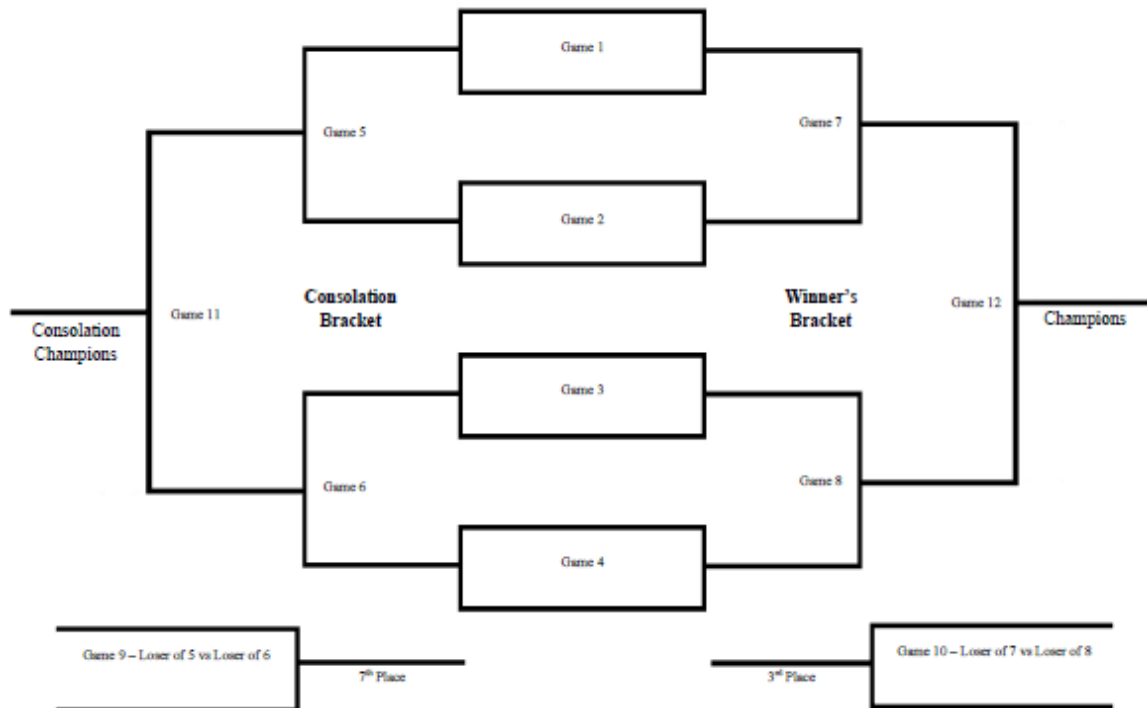 Game 1
Game 5
Game 7
Game 2
Consolation
Bracket
Winner's
Bracket
Game 11
Game 12
Consolation
Champions
Champions
Game 3
Game 6
Game 8
Game 4
Game 9 – Loser of 5 vs Loser of 6
7th Place
Game 10 – Loser of 7 vs Loser of 8
3rd Place